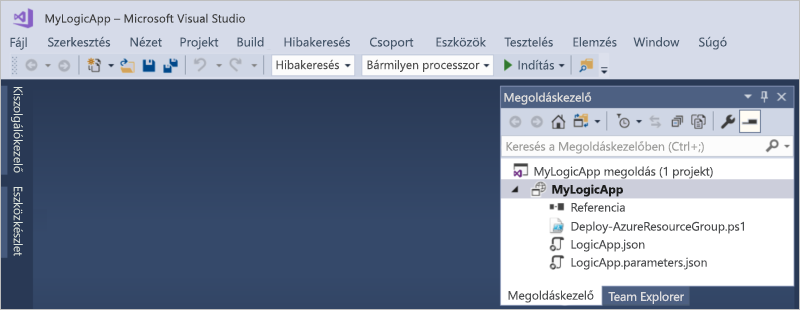 MyLogicApp – Microsoft Visual Studio
Fájl Szerkesztés Nézet Projekt Build Hibakeresés Csoport Eszközök Tesztelés Elemzés Window Súgó
Hibakeresés Bármilyen processzor Indítás
Kiszolgálókezelő
Eszközkészlet
Megoldáskezelő
Keresés a Megoldáskezelőben (Ctrl+;)
MyLogicApp megoldás (1 projekt)
MyLogicApp
Referencia
Deploy-AzureResourceGroup.ps1
LogicApp.json
LogicApp.parameters.json
Megoldáskezelő Team Explorer